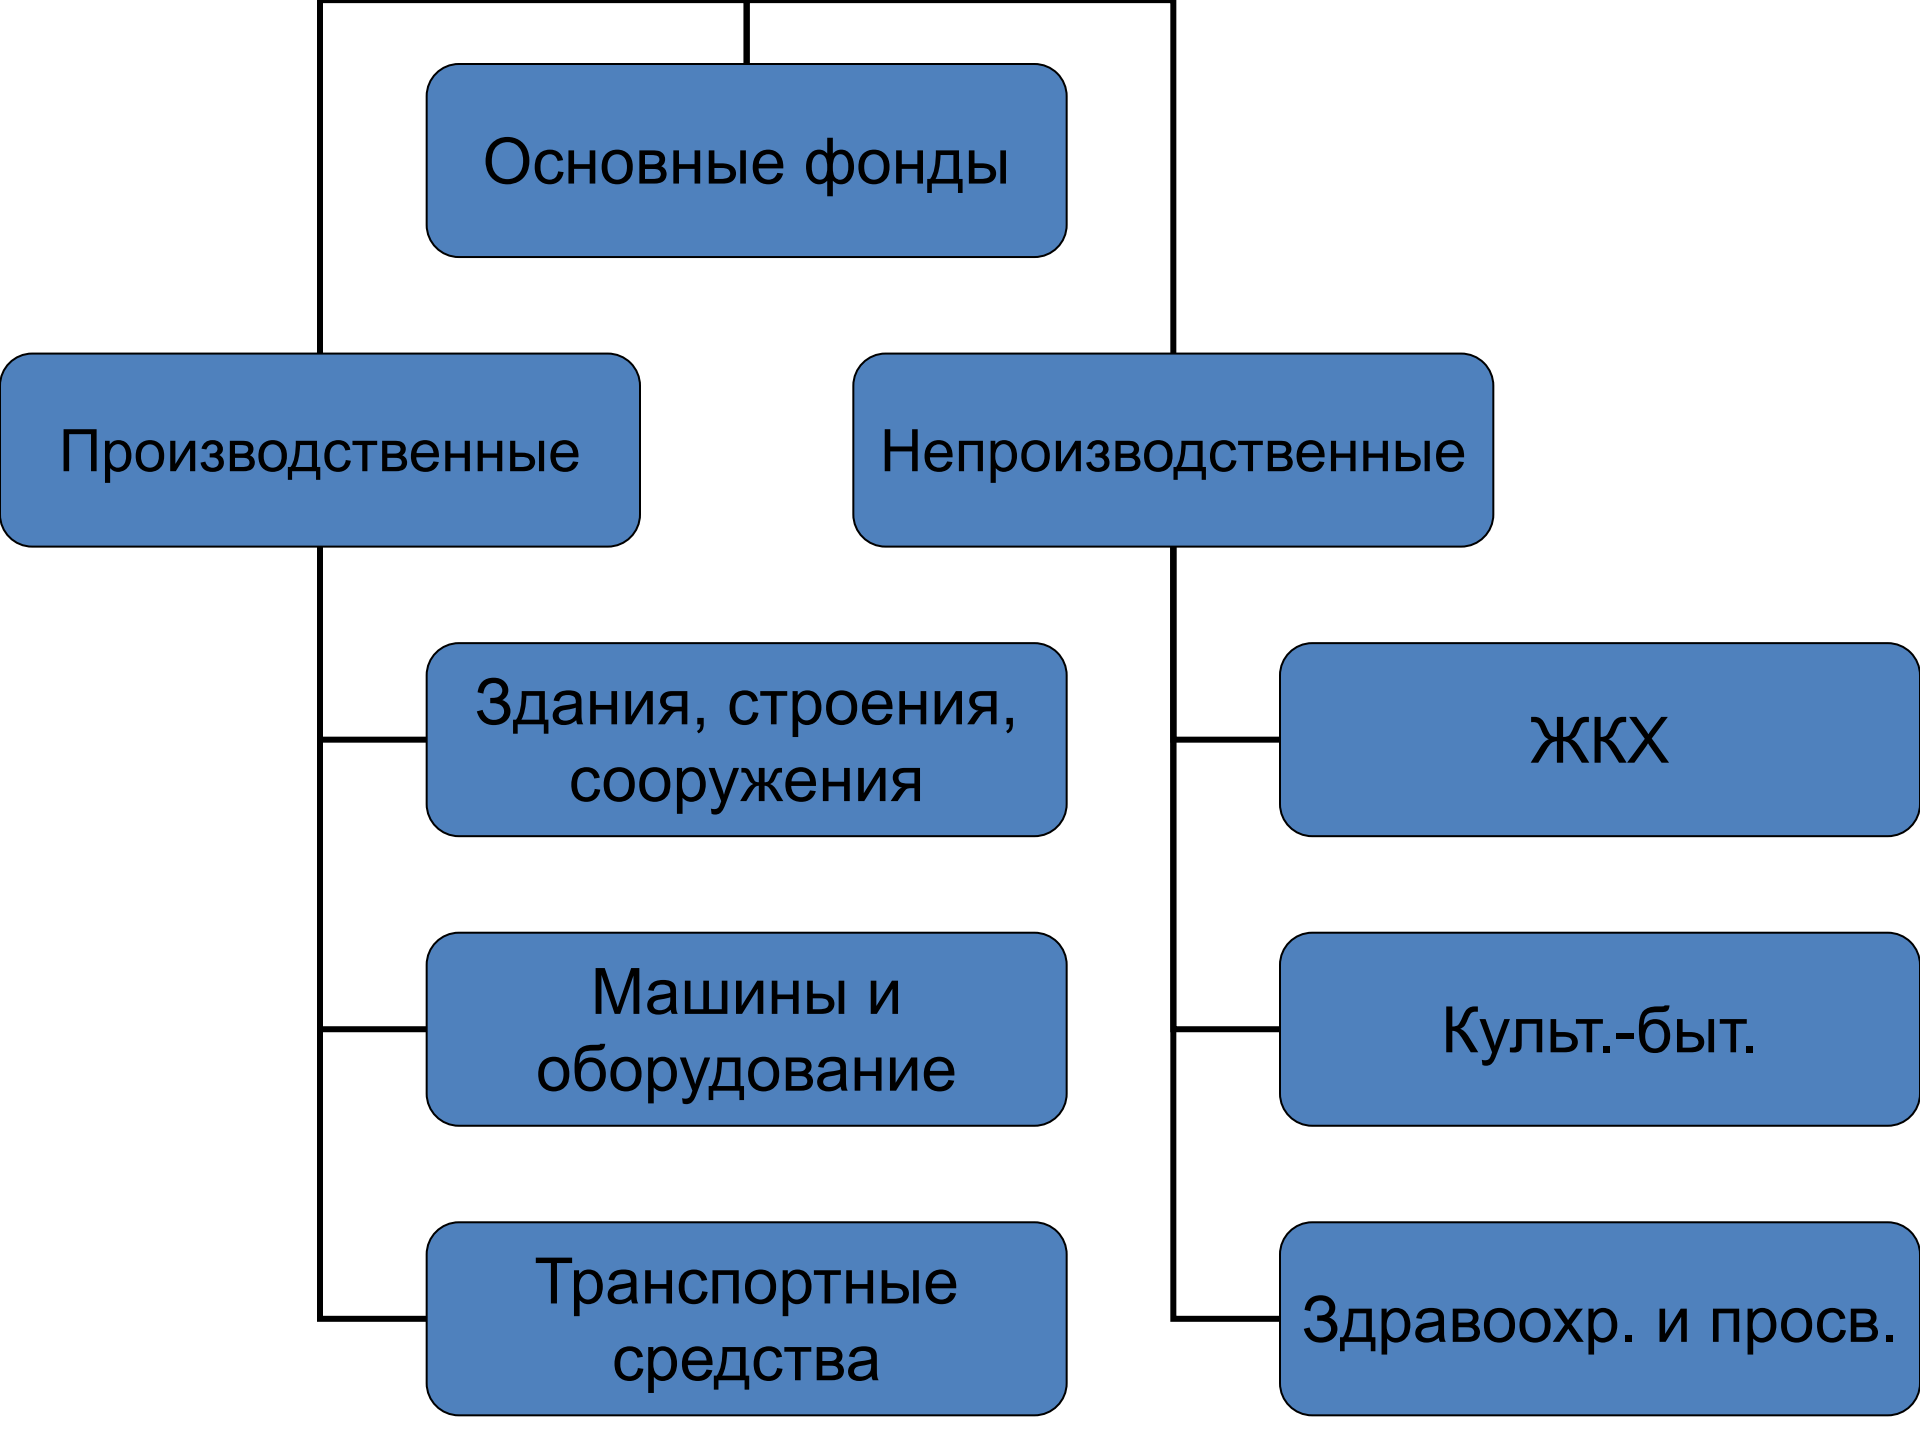 Основные фонды
Производственные
Непроизводственные
Здания, строения,
сооружения
ЖКХ
Машины и
оборудование
Культ.-быт.
Транспортные
средства
Здравоохр. и просв.